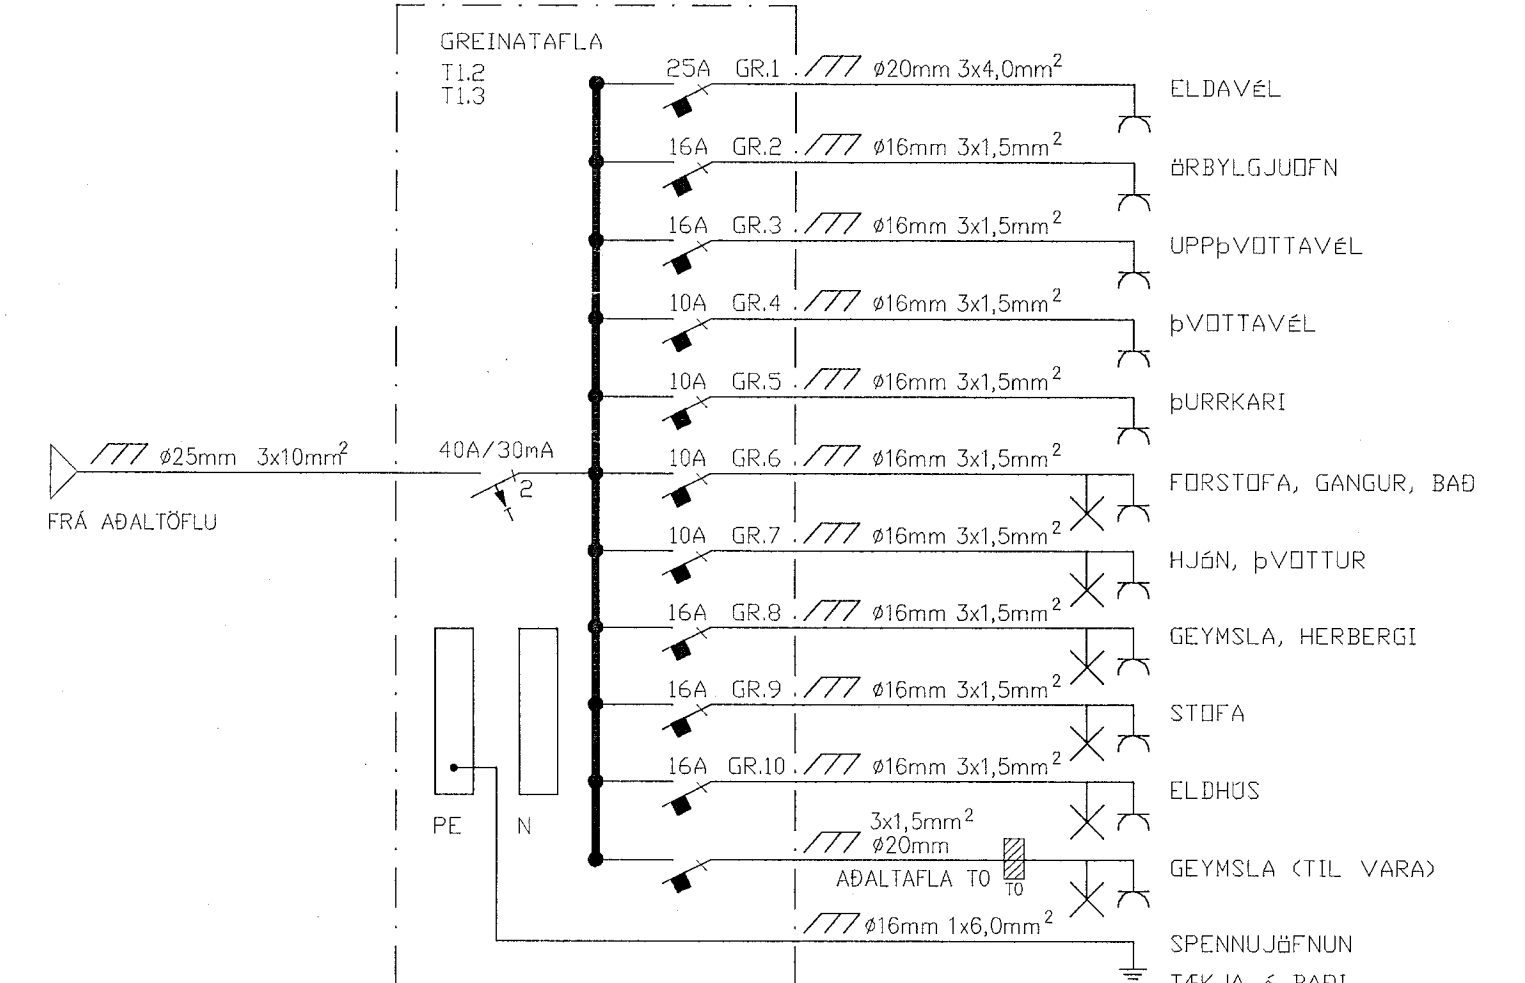 GREINATAFLA
T1.2
T1.3
25A GR.1 ø20mm 3x4,0mm² ELDAVÉL
16A GR.2 ø16mm 3x1,5mm² ÖRBYLGJUOFN
16A GR.3 ø16mm 3x1,5mm² UPPÞVOTTAVÉL
10A GR.4 ø16mm 3x1,5mm² ÞVOTTAVÉL
10A GR.5 ø16mm 3x1,5mm² ÞURRKARI
ø25mm 3x10mm² 40A/30mA 10A GR.6 ø16mm 3x1,5mm² FORSTOFA, GANGUR, BAÐ
2
FRÁ AÐALTÖFLU
10A GR.7 ø16mm 3x1,5mm² HJÓN, ÞVOTTUR
16A GR.8 ø16mm 3x1,5mm² GEYMSLA, HERBERGI
16A GR.9 ø16mm 3x1,5mm² STOFA
16A GR.10 ø16mm 3x1,5mm² ELDHÚS
PE N
3x1,5mm²
ø20mm
AÐALTAFLA TO TO GEYMSLA (TIL VARA)
ø16mm 1x6,0mm² SPENNUJÖFNUN